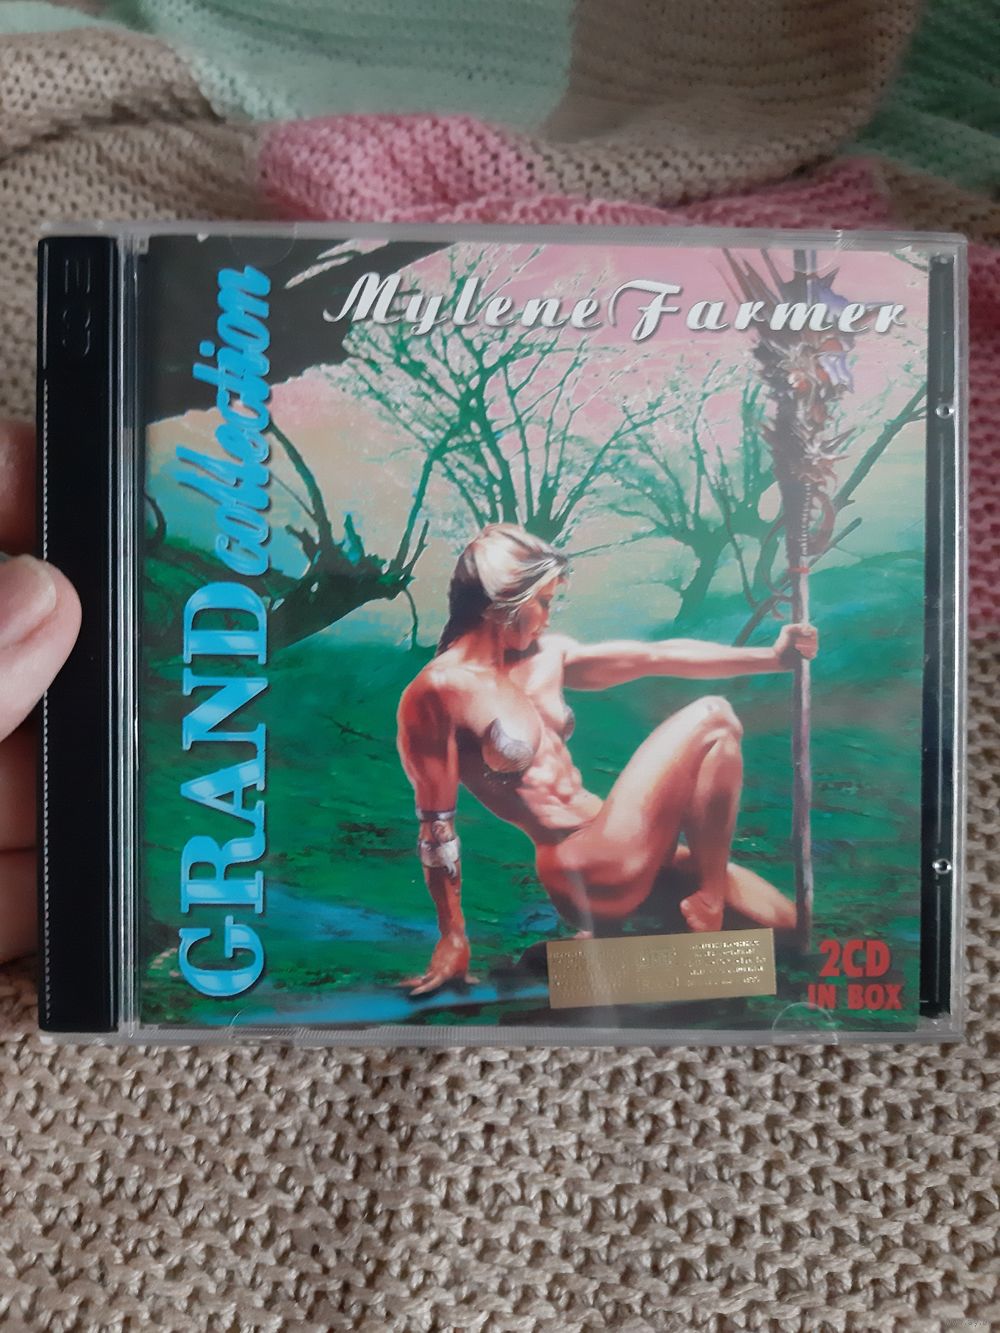 Mylene Farmer
GRAND collection
2CD
IN BOX